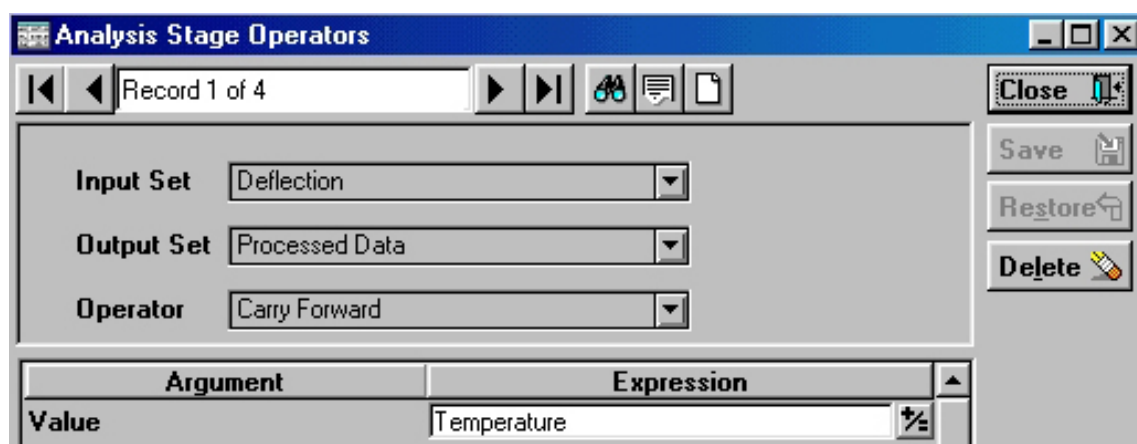 Analysis Stage Operators
Record 1 of 4
Close
Save
Restore
Delete
Input Set Deflection
Output Set Processed Data
Operator Carry Forward
Argument Expression
Value Temperature